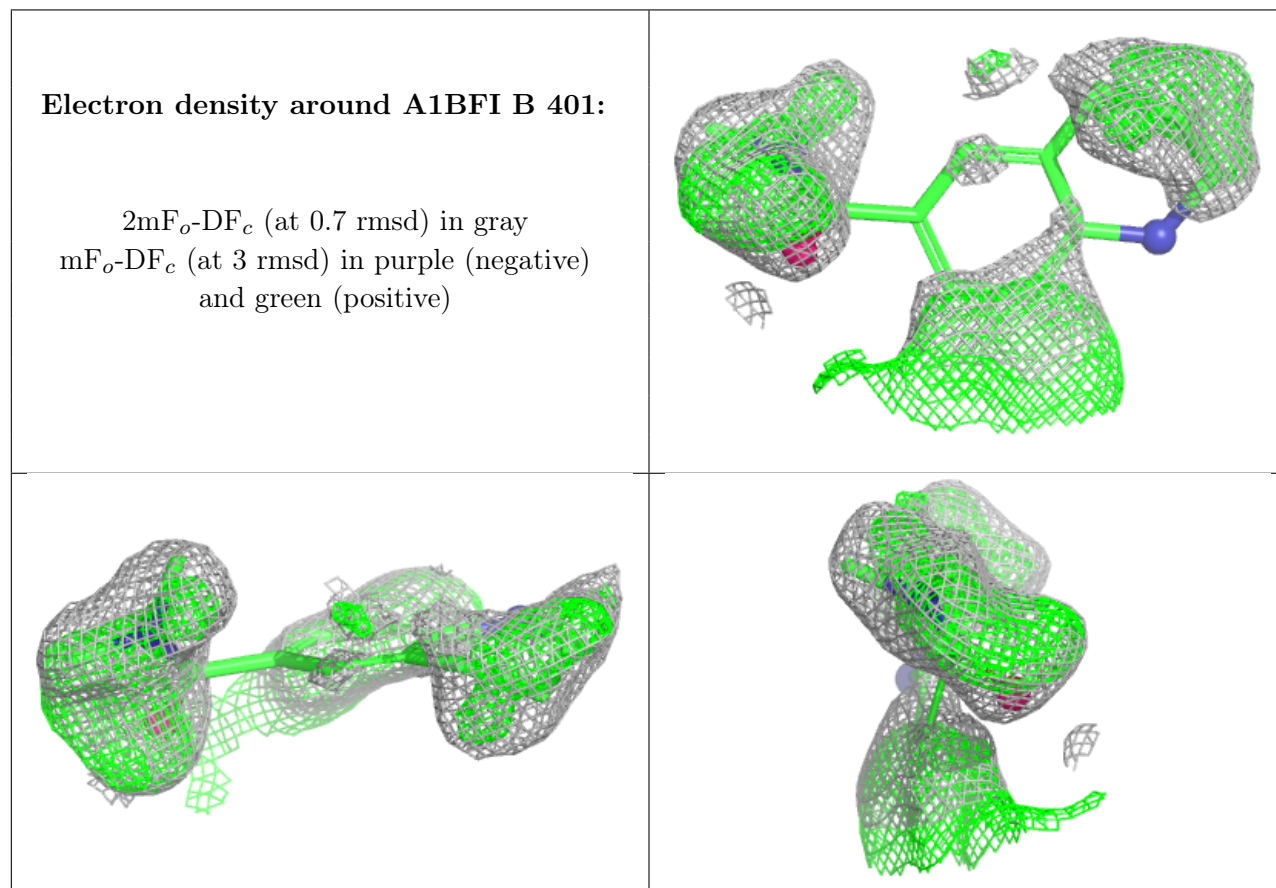 Electron density around A1BFI B 401:
2mFo-DFc (at 0.7 rmsd) in gray
mFo-DFc (at 3 rmsd) in purple (negative)
and green (positive)